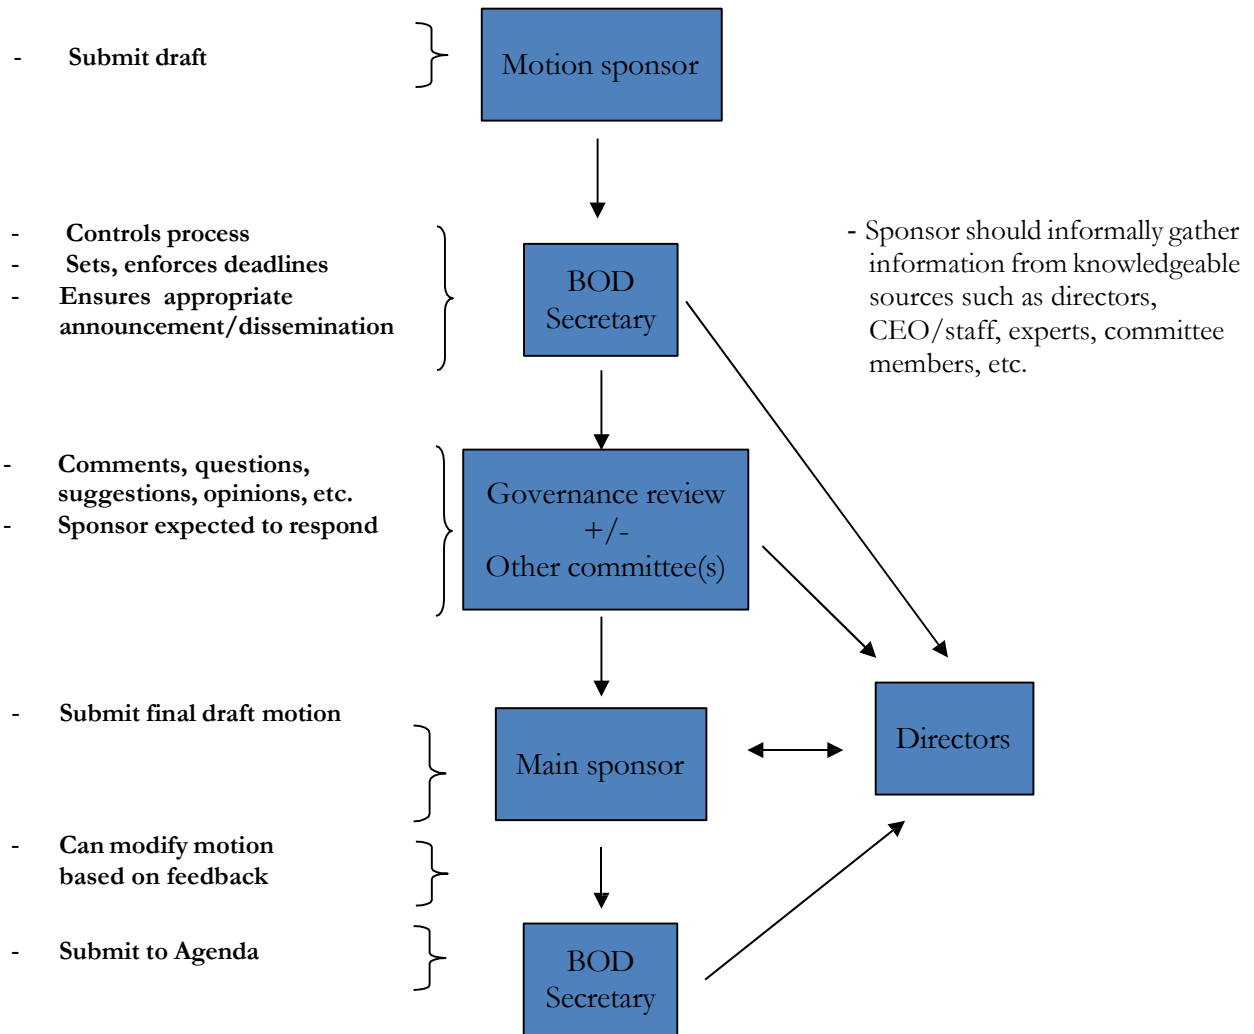 - Submit draft
Motion sponsor
- Controls process
- Sets, enforces deadlines
- Ensures appropriate
announcement/dissemination
BOD
Secretary
- Sponsor should informally gather
information from knowledgeable
sources such as directors,
CEO/staff, experts, committee
members, etc.
- Comments, questions,
suggestions, opinions, etc.
- Sponsor expected to respond
Governance review
+/-
Other committee(s)
- Submit final draft motion
Main sponsor
Directors
- Can modify motion
based on feedback
- Submit to Agenda
BOD
Secretary